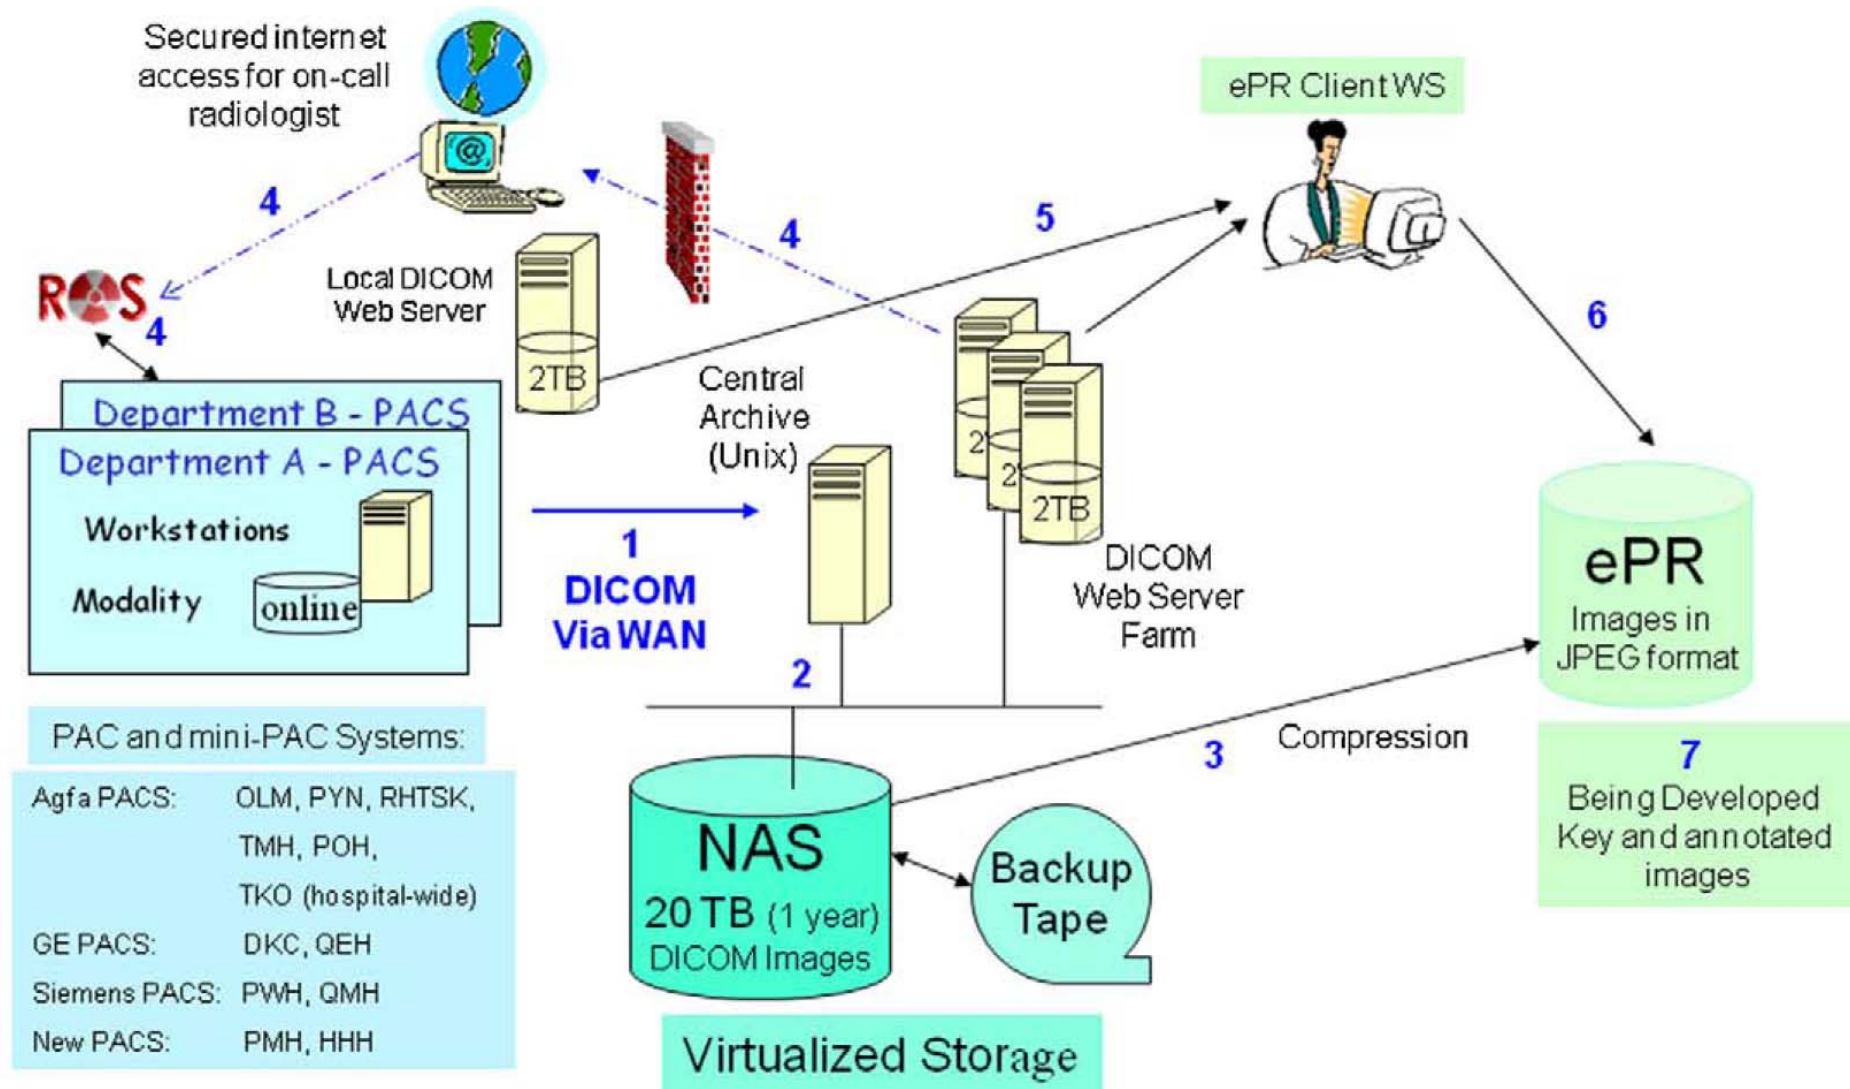 Secured internet
access for on-call
radiologist
@
ePR Client WS
4
4
5
6
ROS
4
Local DICOM
Web Server
2TB
Central
Archive
(Unix)
2
2
2TB
DICOM
Web Server
Farm
Department B - PACS
Department A - PACS
Workstations
Modality
online
1
DICOM
Via WAN
2
ePR
Images in
JPEG format
3
Compression
7
Being Developed
Key and annotated
images
PAC and mini-PAC Systems:
Agfa PACS: OLM, PYN, RHTSK,
TMH, POH,
TKO (hospital-wide)
GE PACS: DKC, QEH
Siemens PACS: PWH, QMH
New PACS: PMH, HHH
NAS
20 TB (1 year)
DICOM Images
Backup
Tape
Virtualized Storage